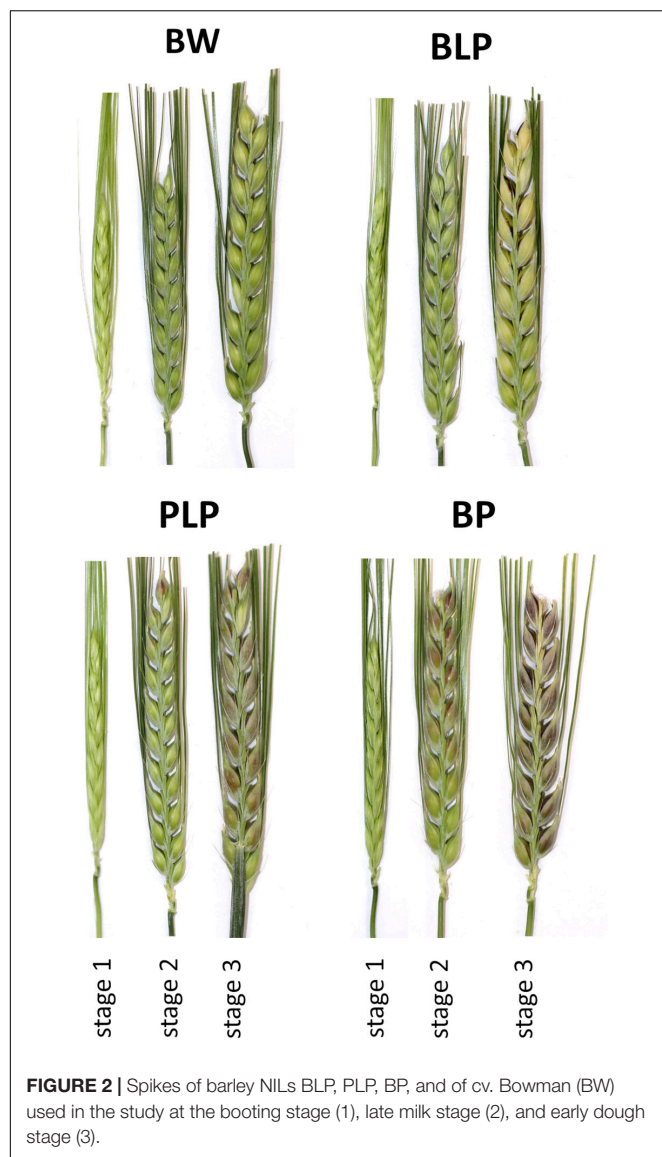 BW
BLP
PLP
BP
stage 1
stage 2
stage 3
stage 1
stage 2
stage 3
FIGURE 2 | Spikes of barley NILs BLP, PLP, BP, and of cv. Bowman (BW)
used in the study at the booting stage (1), late milk stage (2), and early dough
stage (3).